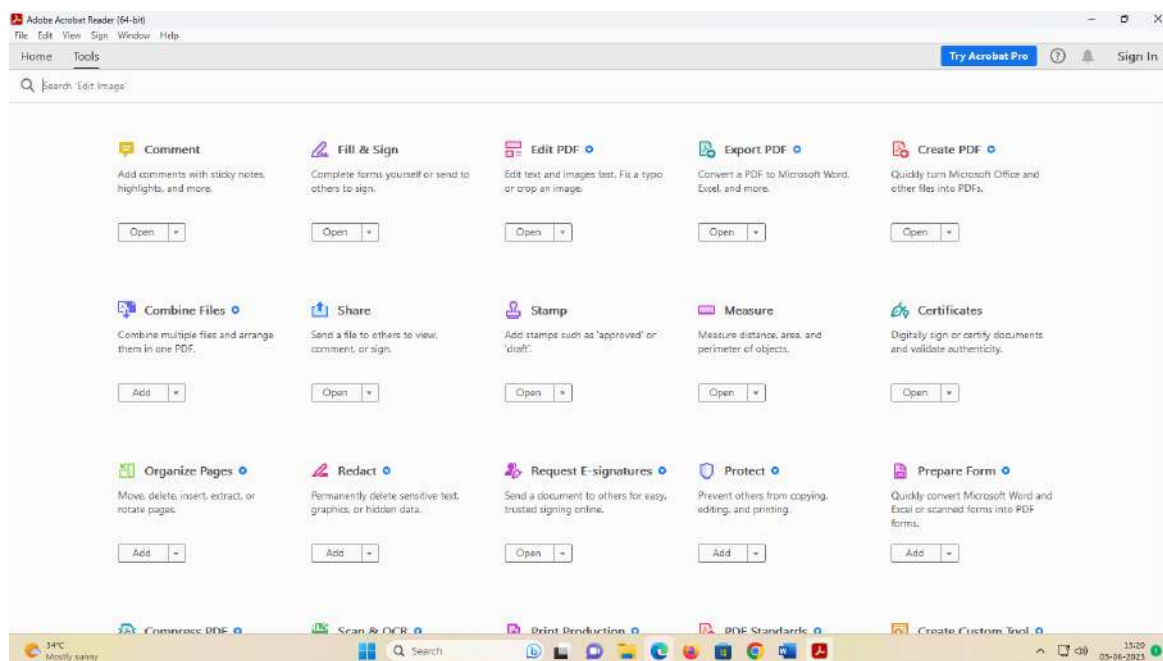 Adobe Acrobat Reader (64-bit)
File Edit View Sign Window Help
Home Tools Try Acrobat Pro Sign In
Search 'Edit Image'
Comment Fill & Sign Edit PDF Export PDF Create PDF
Add comments with sticky notes, Complete forms yourself or send to Edit text and images fast. Fix a typo Convert a PDF to Microsoft Word, Quickly turn Microsoft Office and
highlights, and more. others to sign. or crop an image. Excel, and more. other files into PDFs.
Open Open Open Open Open
Combine Files Share Stamp Measure Certificates
Combine multiple files and arrange Send a file to others to view, Add stamps such as 'approved' or Measure distance, area, and Digitally sign or certify documents
them in one PDF. comment, or sign. 'draft'. perimeter of objects. and validate authenticity.
Add Open Open Open Open
Organize Pages Redact Request E-signatures Protect Prepare Form
Move, delete, insert, extract, or Permanently delete sensitive text, Send a document to others for easy, Prevent others from copying, Quickly convert Microsoft Word and
rotate pages. graphics, or hidden data. trusted signing online. editing, and printing. Excel or scanned forms into PDF
forms.
Add Add Open Add Add
Compress PDF Scan & OCR Print Production PDF Standards Create Custom Tool
34°C
Mostly sunny
Search
15:20
05-06-2023